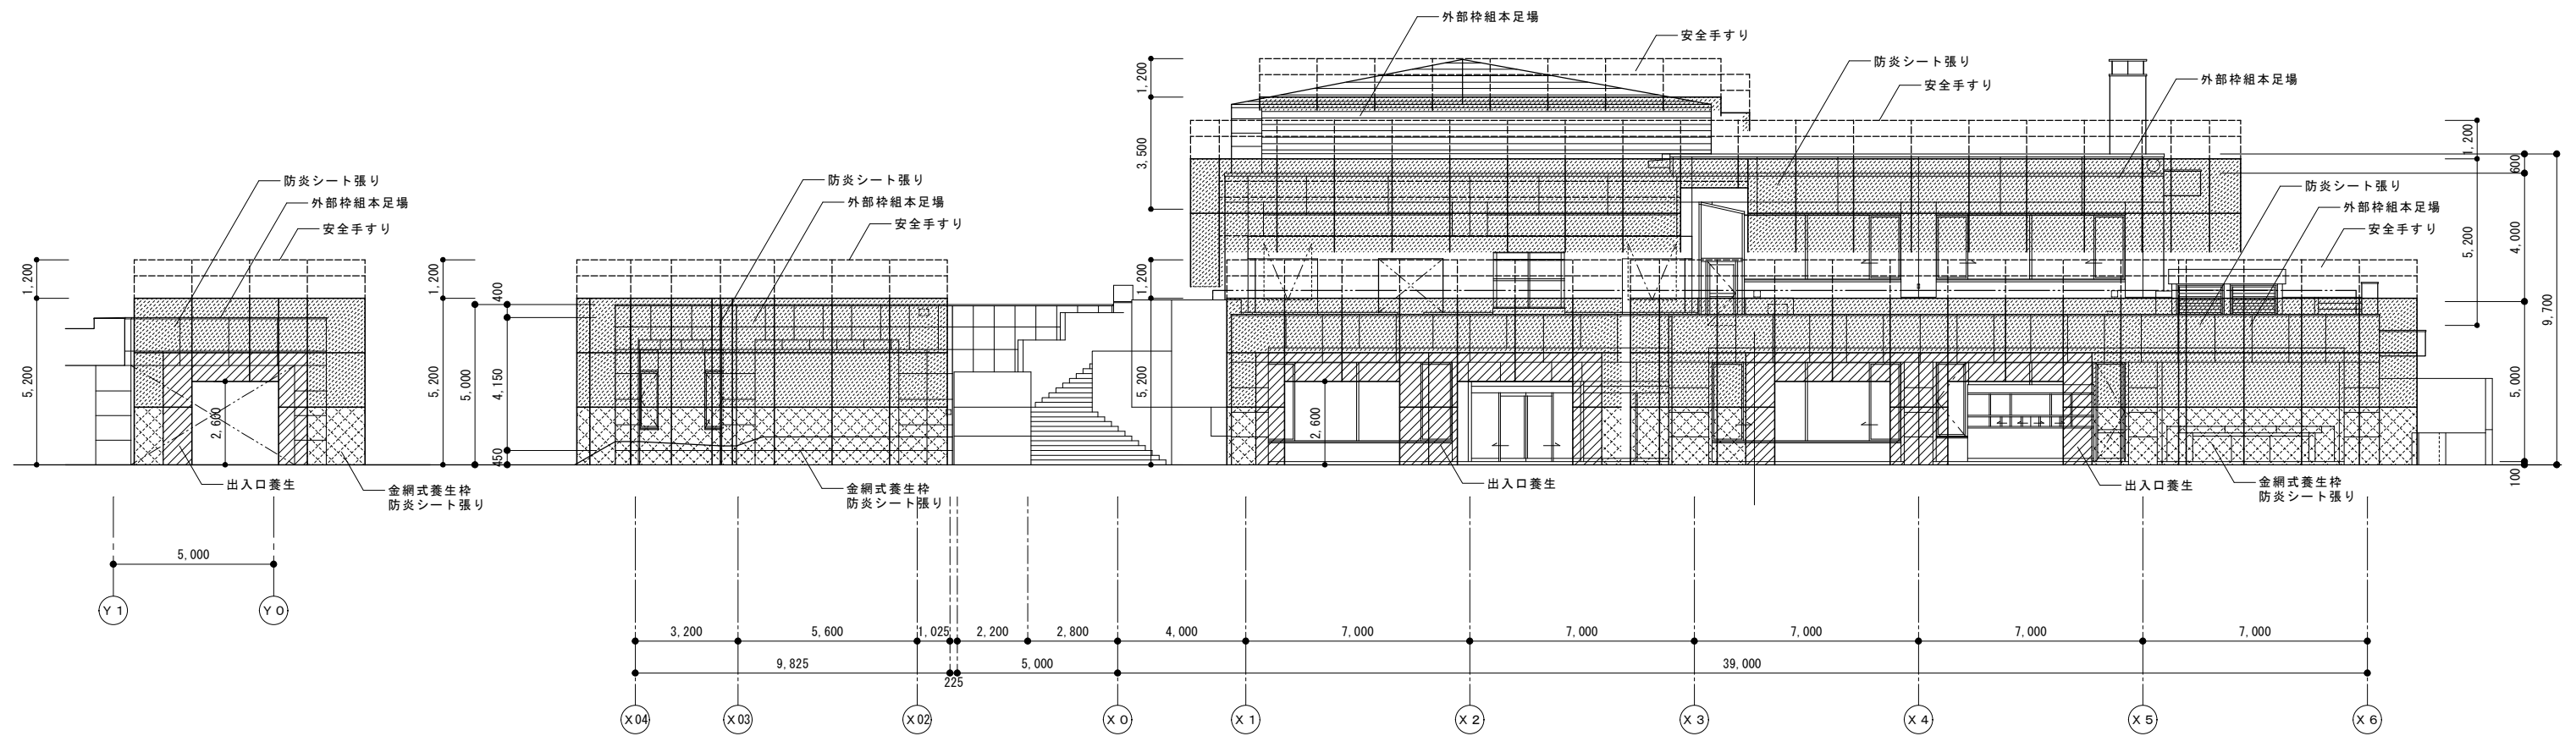 外部枠組本足場
安全手すり
防炎シート張り
安全手すり
外部枠組本足場
1,200
3,500
1,200
5,200
1,200
5,200
600
4,000
5,000
100
9,700
防炎シート張り
外部枠組本足場
安全手すり
防炎シート張り
外部枠組本足場
安全手すり
防炎シート張り
外部枠組本足場
安全手すり
1,200
5,200
2,600
1,200
5,200
5,000
400
4,150
450
2,600
出入口養生
金網式養生枠
防炎シート張り
金網式養生枠
防炎シート張り
出入口養生
出入口養生
金網式養生枠
防炎シート張り
5,000
Y1
Y0
3,200
5,600
1,025
2,200
2,800
4,000
7,000
7,000
7,000
7,000
7,000
9,825
225
5,000
39,000
X04
X03
X02
X0
X1
X2
X3
X4
X5
X6